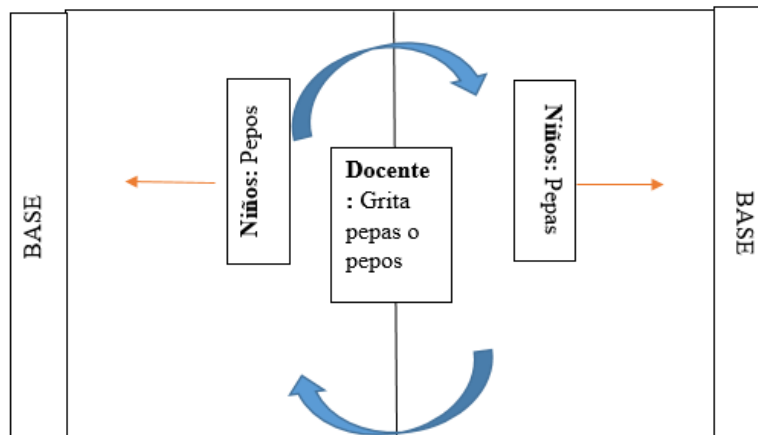 BASE
Niños: Pepos
Docente
: Grita
pepas o
pepos
Niños: Pepas
BASE